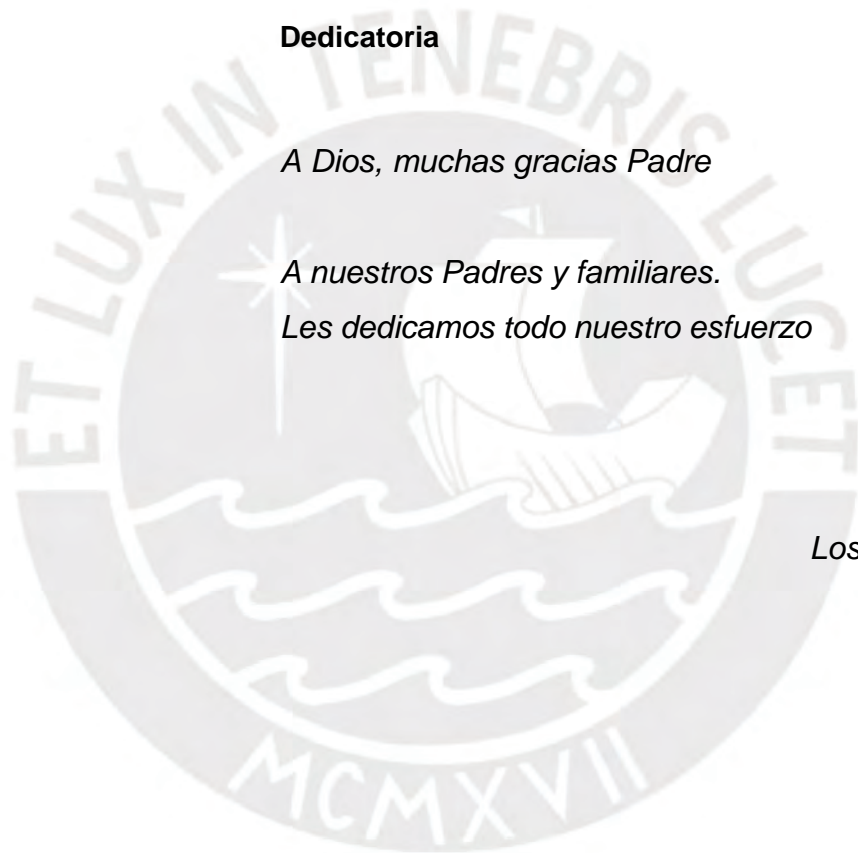 Dedicatoria
A Dios, muchas gracias Padre
A nuestros Padres y familiares.
Les dedicamos todo nuestro esfuerzo
Los
ET LUX IN TENEBRIS LUCET
MCMXVII